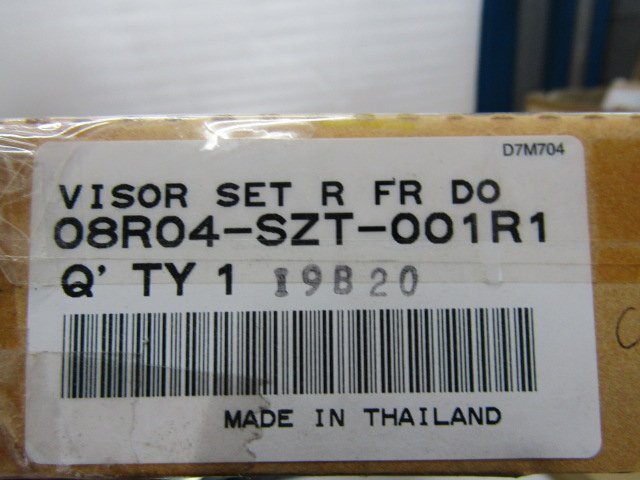 D7M704
VISOR SET R FR DO
08R04-SZT-001R1
Q' TY 1 19B20
MADE IN THAILAND